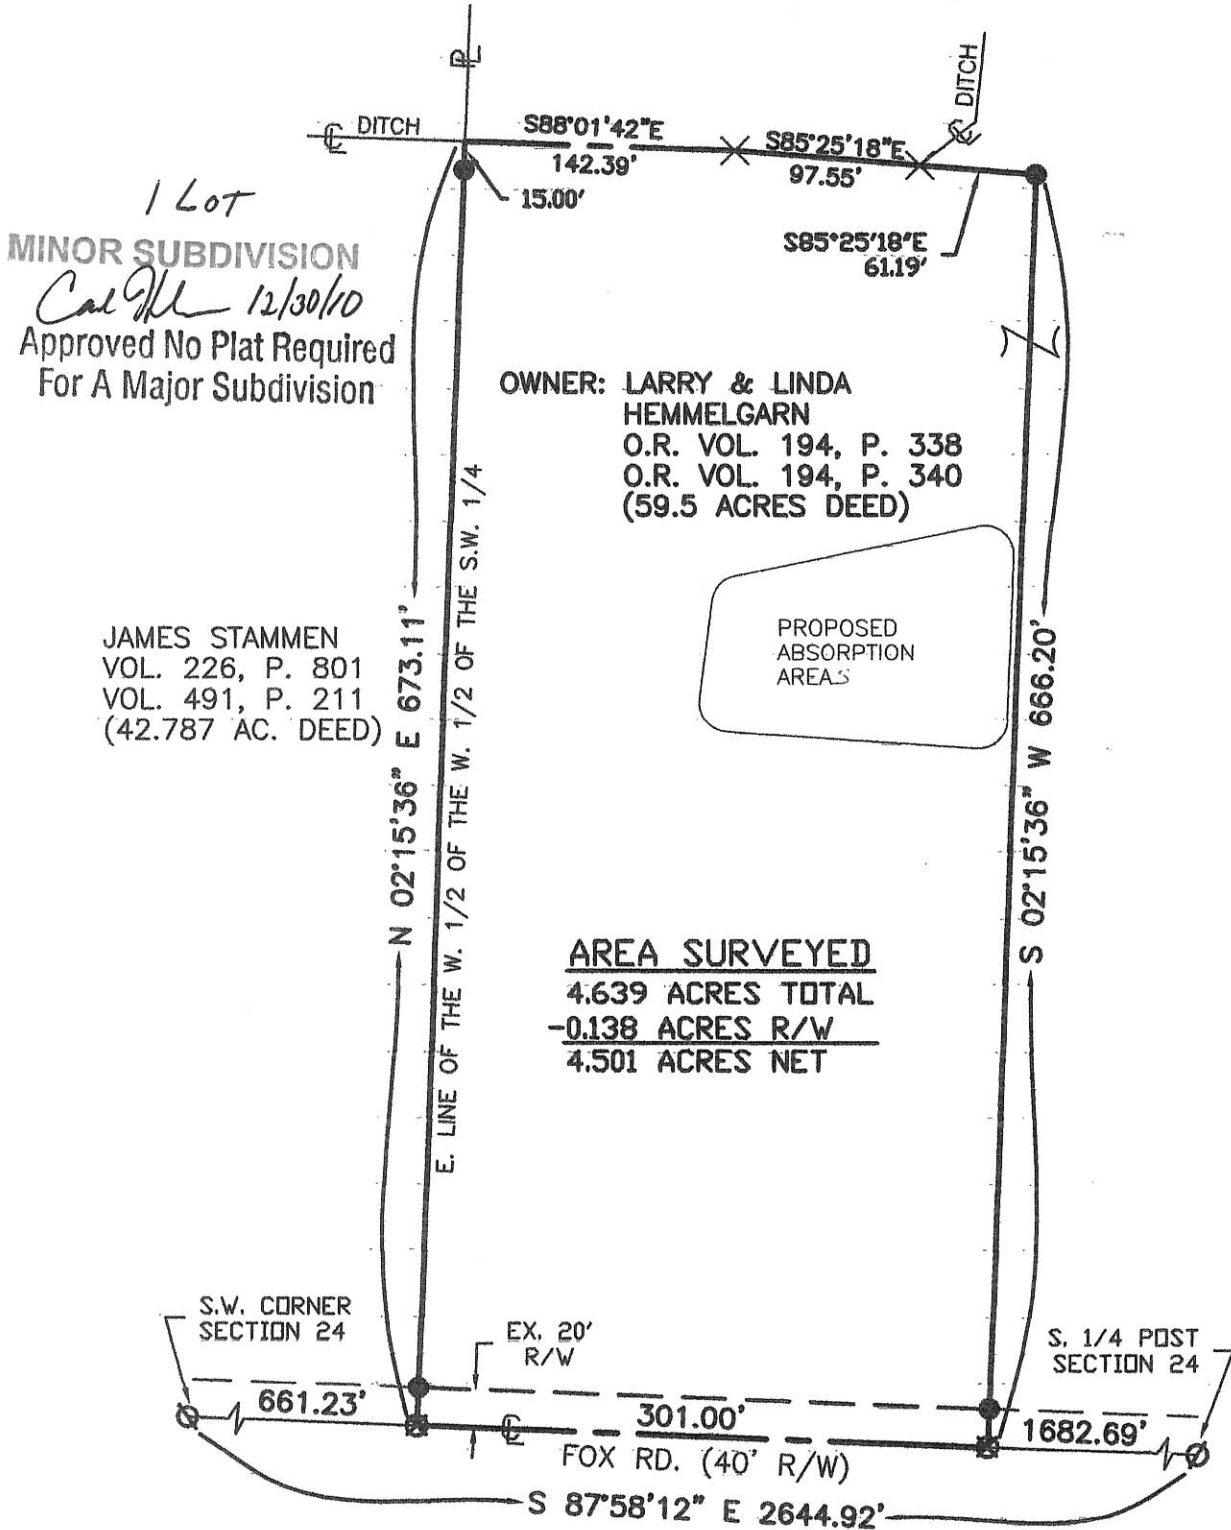 PL
DITCH
CL
DITCH
CL
S88°01'42"E
142.39'
S85°25'18"E
97.55'
15.00'
S85°25'18"E
61.19'
1 LOT
MINOR SUBDIVISION
12/30/10
Approved No Plat Required
For A Major Subdivision
OWNER: LARRY & LINDA
HEMMELGARN
O.R. VOL. 194, P. 338
O.R. VOL. 194, P. 340
(59.5 ACRES DEED)
JAMES STAMMEN
VOL. 226, P. 801
VOL. 491, P. 211
(42.787 AC. DEED)
N 02°15'36" E 673.11'
E. LINE OF THE W. 1/2 OF THE W. 1/2 OF THE S.W. 1/4
PROPOSED
ABSORPTION
AREAS
S 02°15'36" W 666.20'
AREA SURVEYED
4.639 ACRES TOTAL
-0.138 ACRES R/W
4.501 ACRES NET
S.W. CORNER
SECTION 24
EX. 20'
R/W
S. 1/4 POST
SECTION 24
661.23'
301.00'
1682.69'
CL
FOX RD. (40' R/W)
S 87°58'12" E 2644.92'